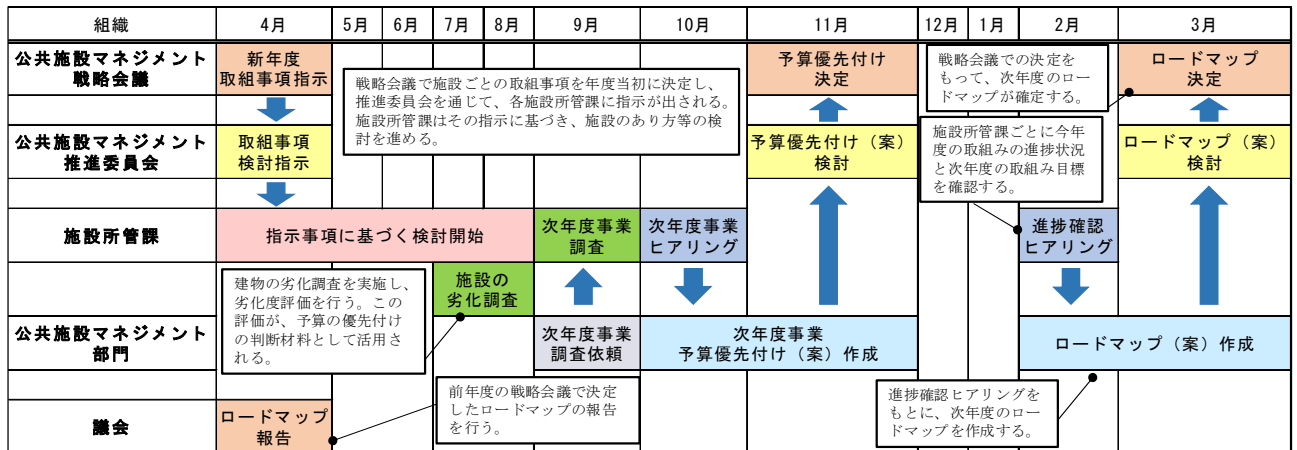 組織
4月
5月
6月
7月
8月
9月
10月
11月
12月
1月
2月
3月
公共施設マネジメント
戦略会議
新年度
取組事項指示
戦略会議で施設ごとの取組事項を年度当初に決定し、
推進委員会を通じて、各施設所管課に指示が出される。
施設所管課はその指示に基づき、施設のあり方等の検
討を進める。
予算優先付け
決定
戦略会議での決定を
もって、次年度のロー
ドマップが確定する。
ロードマップ
決定
公共施設マネジメント
推進委員会
取組事項
検討指示
予算優先付け（案）
検討
施設所管課ごとに今年
度の取組みの進捗状況
と次年度の取組み目標
を確認する。
ロードマップ（案）
検討
施設所管課
指示事項に基づく検討開始
次年度事業
調査
次年度事業
ヒアリング
進捗確認
ヒアリング
建物の劣化調査を実施し、
劣化度評価を行う。この
評価が、予算の優先付け
の判断材料として活用さ
れる。
施設の
劣化調査
公共施設マネジメント
部門
次年度事業
調査依頼
次年度事業
予算優先付け（案）作成
ロードマップ（案）作成
前年度の戦略会議で決定
したロードマップの報告
を行う。
進捗確認ヒアリングを
もとに、次年度のロー
ドマップを作成する。
議会
ロードマップ
報告